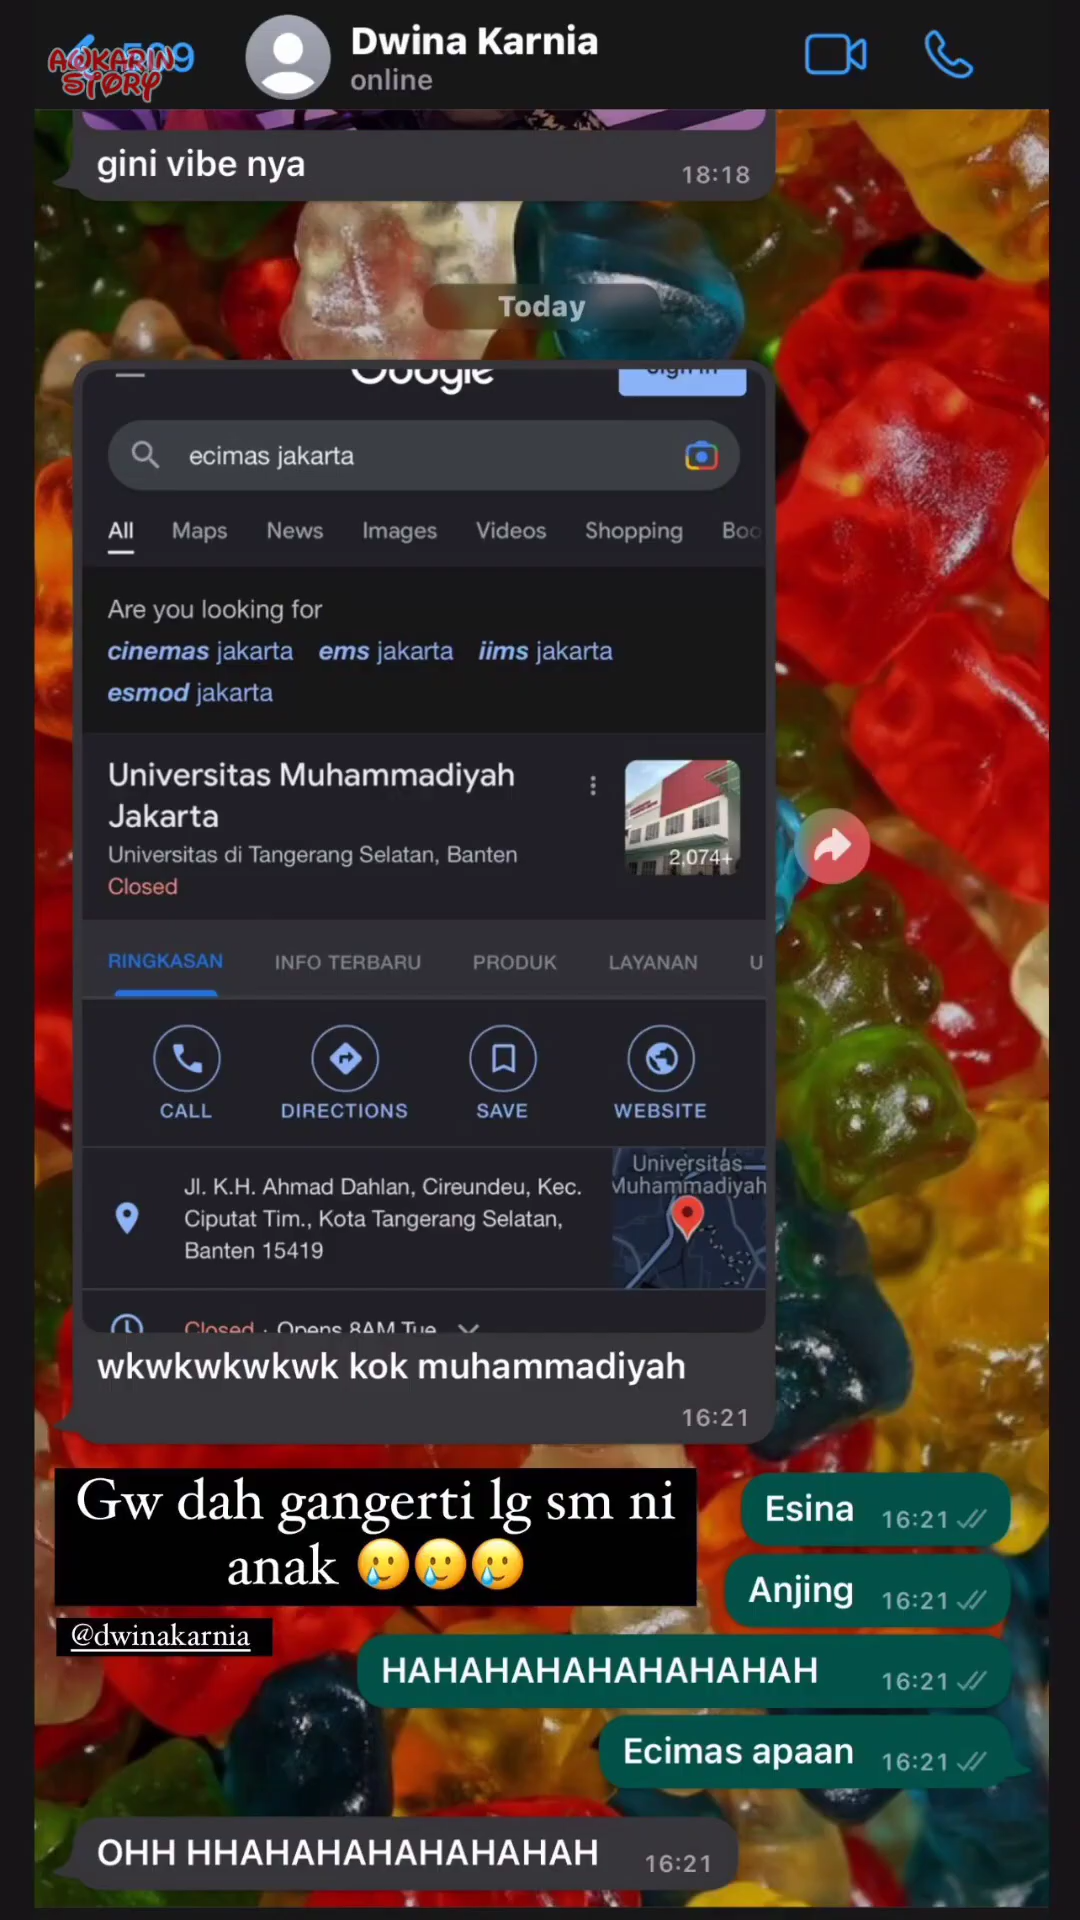 AWKARIN
STORY
Dwina Karnia
online
gini vibe nya
18:18
Today
Google
Sign in
ecimas jakarta
All Maps News Images Videos Shopping Boo
Are you looking for
cinemas jakarta ems jakarta iims jakarta
esmod jakarta
Universitas Muhammadiyah
Jakarta
Universitas di Tangerang Selatan, Banten
Closed
2,074+
RINGKASAN INFO TERBARU PRODUK LAYANAN U
CALL DIRECTIONS SAVE WEBSITE
Jl. K.H. Ahmad Dahlan, Cireundeu, Kec.
Ciputat Tim., Kota Tangerang Selatan,
Banten 15419
Universitas
Muhammadiyah
Closed · Opens 8AM Tue
wkwkwkwkwk kok muhammadiyah
16:21
Gw dah gangerti lg sm ni
anak 🥲🥲🥲
@dwinakarnia
Esina 16:21
Anjing 16:21
HAHAHAHAHAHAHAHAH 16:21
Ecimas apaan 16:21
OHH HHAHAHAHAHAHAHAH 16:21